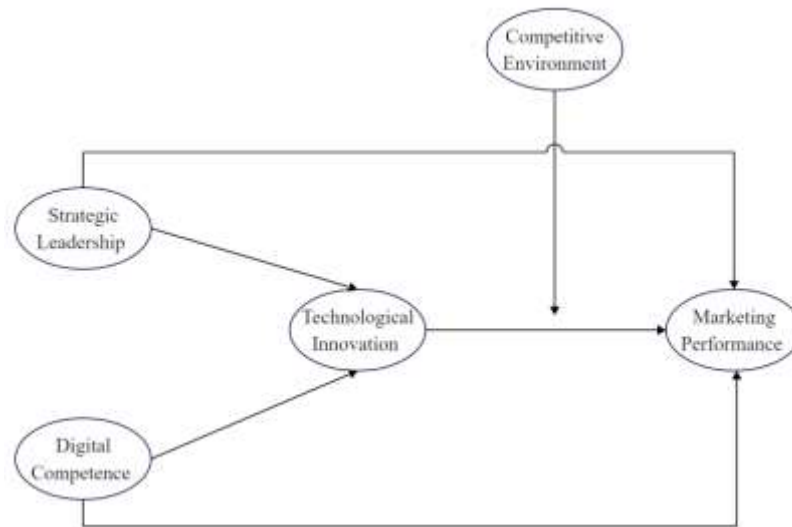 Competitive
Environment
Strategic
Leadership
Technological
Innovation
Marketing
Performance
Digital
Competence